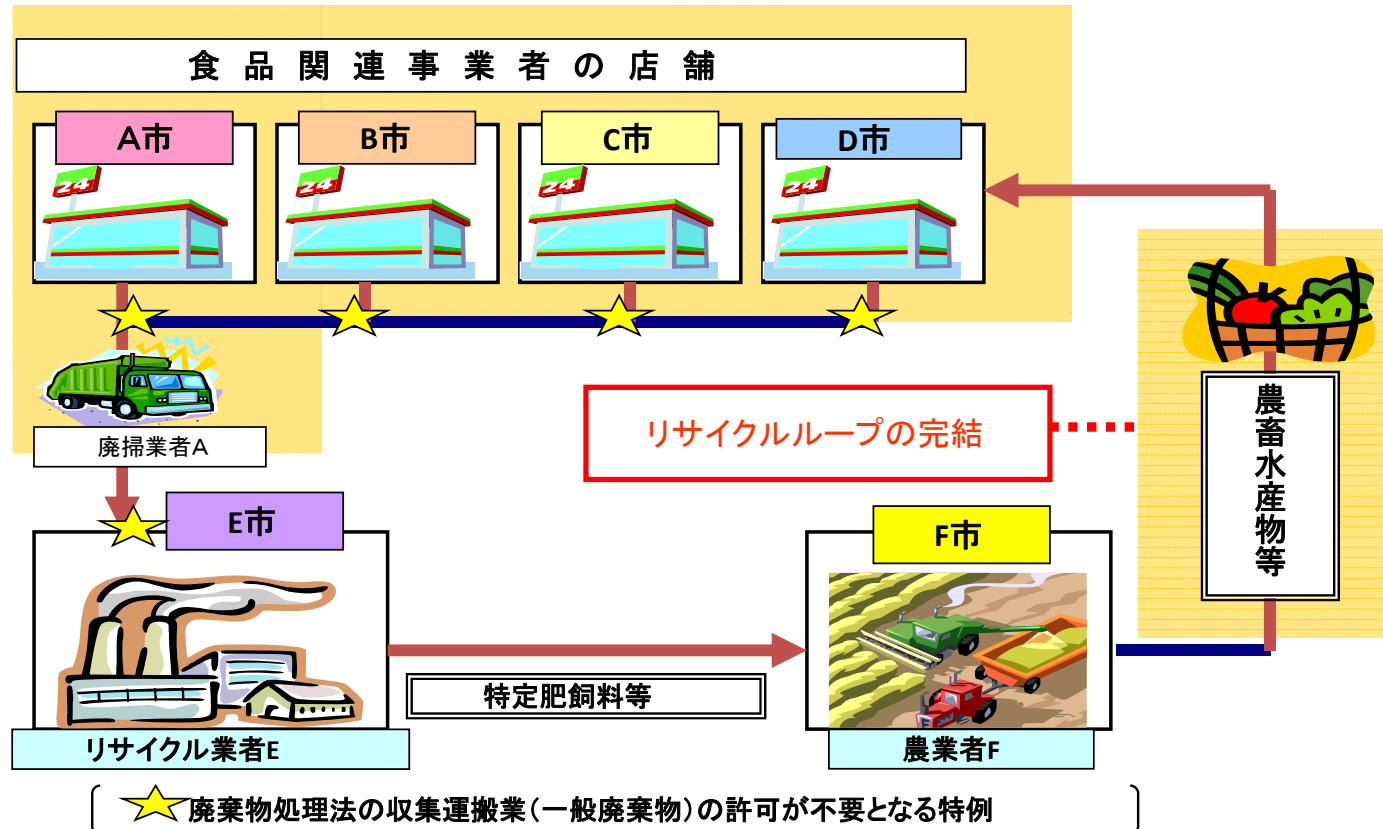 食品関連事業者の店舗
A市
B市
C市
D市
24
24
24
24
廃掃業者A
リサイクルループの完結
農畜水産物等
E市
F市
特定肥飼料等
リサイクル業者E
農業者F
廃棄物処理法の収集運搬業(一般廃棄物)の許可が不要となる特例